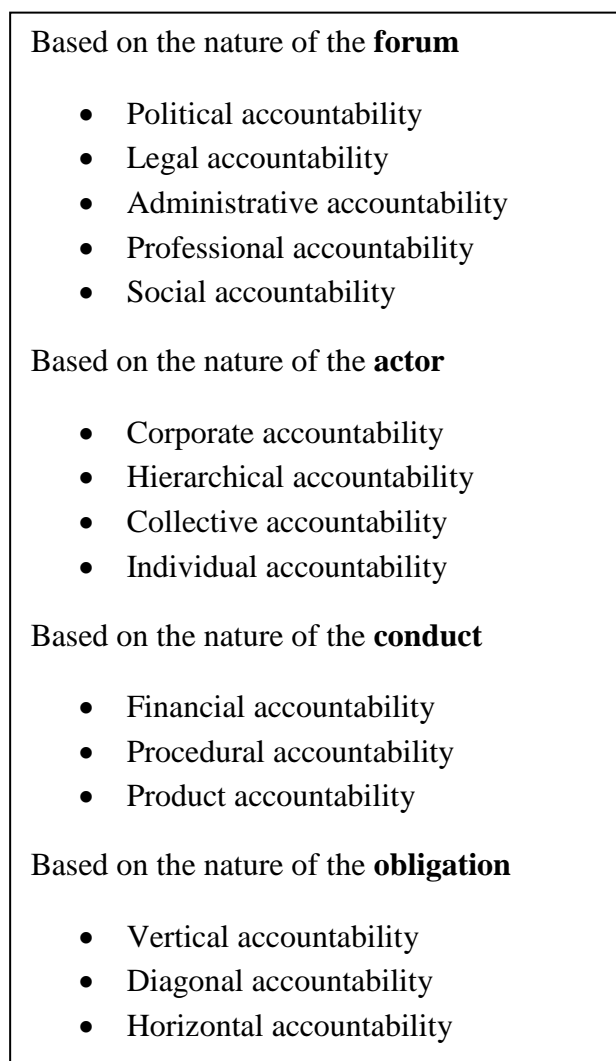 Based on the nature of the forum
• Political accountability
• Legal accountability
• Administrative accountability
• Professional accountability
• Social accountability
Based on the nature of the actor
• Corporate accountability
• Hierarchical accountability
• Collective accountability
• Individual accountability
Based on the nature of the conduct
• Financial accountability
• Procedural accountability
• Product accountability
Based on the nature of the obligation
• Vertical accountability
• Diagonal accountability
• Horizontal accountability